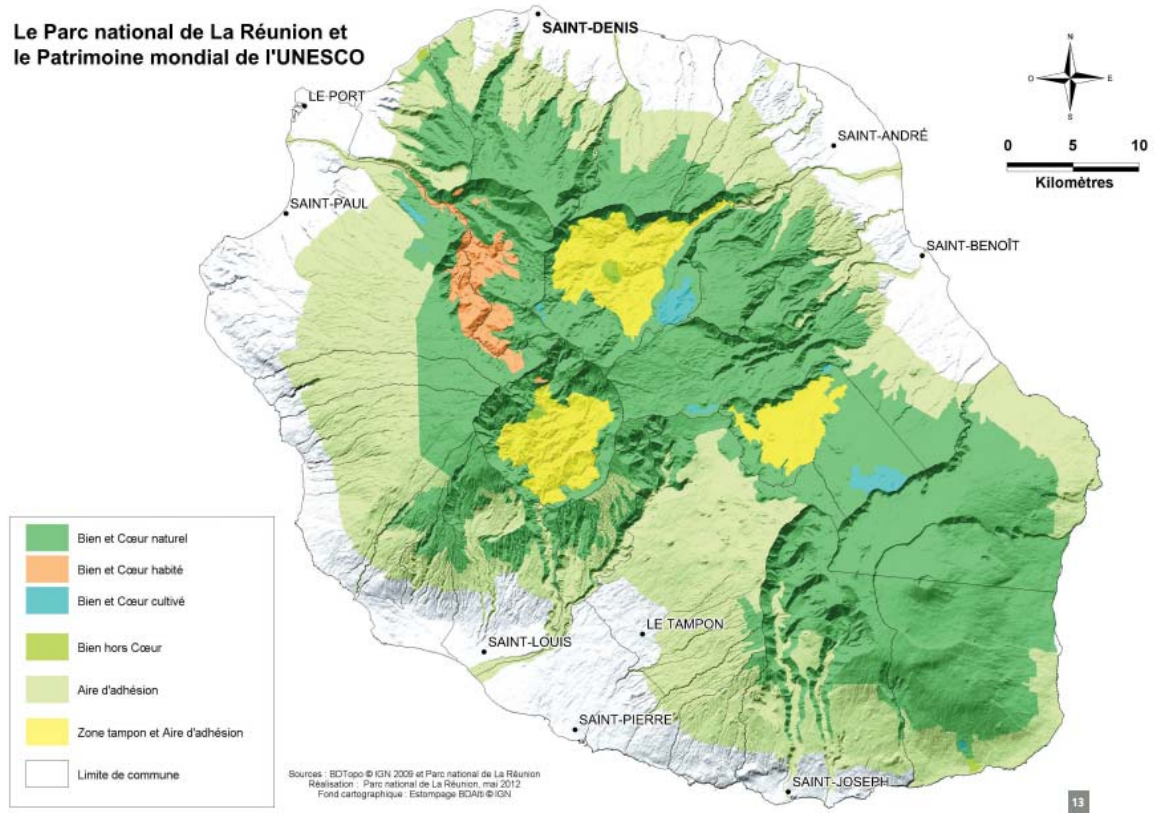 Le Parc national de La Réunion et
le Patrimoine mondial de l'UNESCO
SAINT-DENIS
LE PORT
SAINT-ANDRÉ
SAINT-PAUL
SAINT-BENOÎT
N
O
E
S
0 5 10
Kilomètres
Bien et Cœur naturel
Bien et Cœur habité
Bien et Cœur cultivé
Bien hors Cœur
Aire d'adhésion
Zone tampon et Aire d'adhésion
Limite de commune
LE TAMPON
SAINT-LOUIS
SAINT-PIERRE
SAINT-JOSEPH
Sources : BDTopo © IGN 2009 et Parc national de La Réunion
Réalisation : Parc national de La Réunion, mai 2012
Fond cartographique : Estompage BDAlti © IGN
13